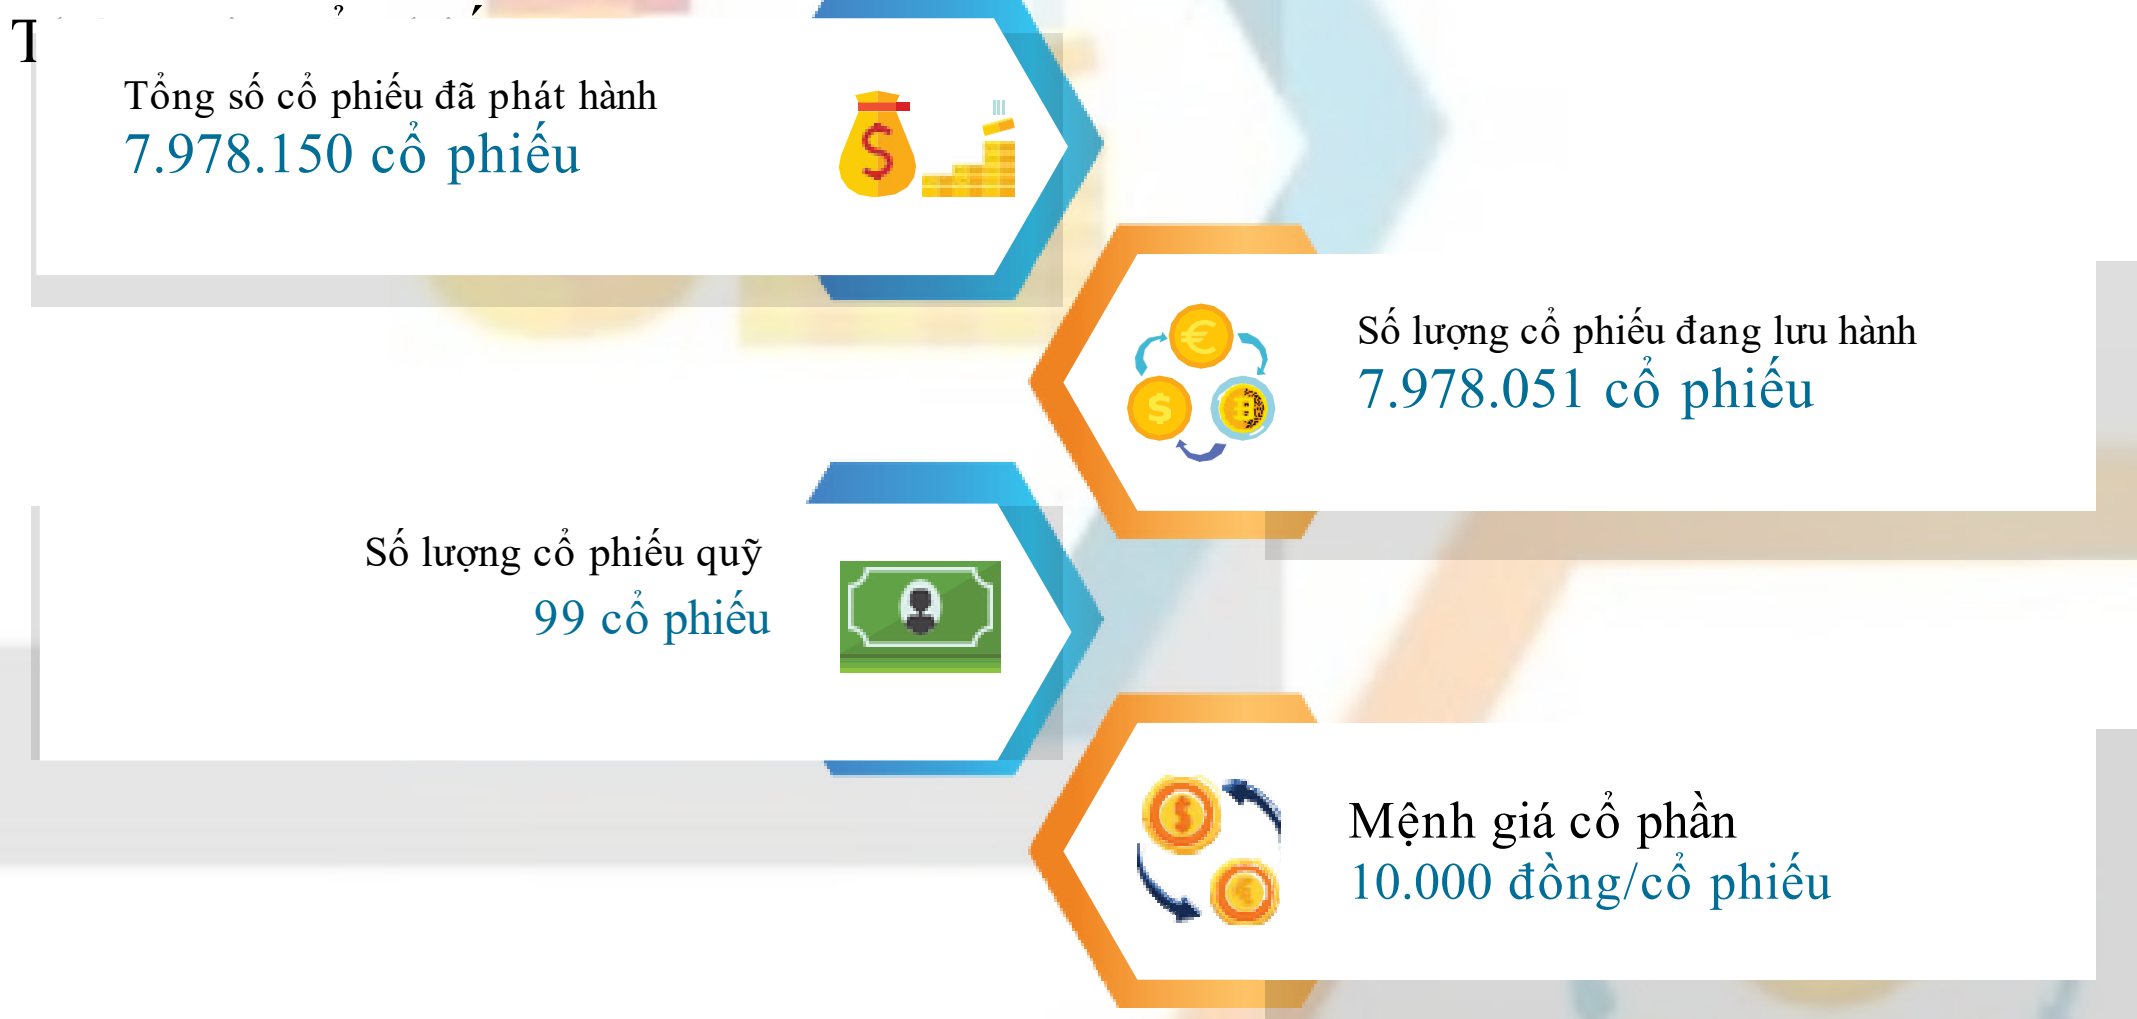 Tổng số cổ phiếu đã phát hành
7.978.150 cổ phiếu
Số lượng cổ phiếu đang lưu hành
7.978.051 cổ phiếu
Số lượng cổ phiếu quỹ
99 cổ phiếu
Mệnh giá cổ phần
10.000 đồng/cổ phiếu